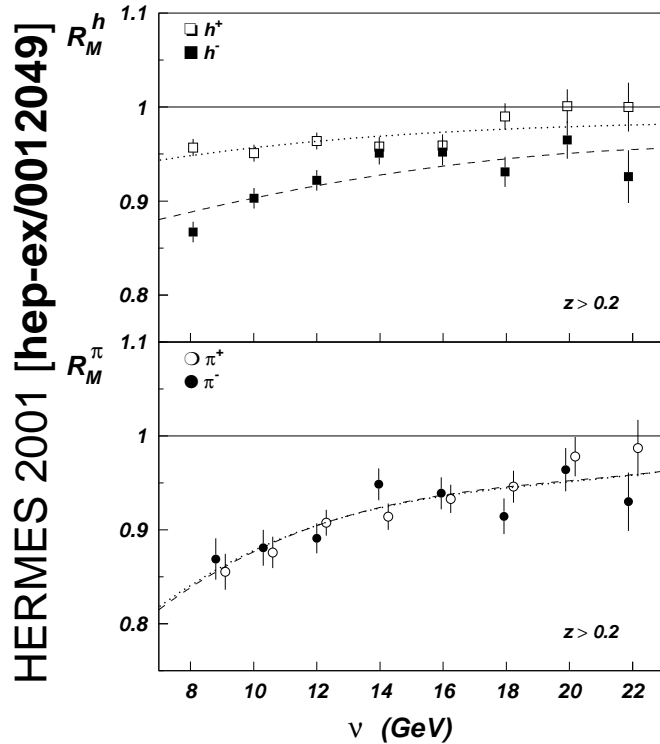 HERMES 2001 [hep-ex/0012049]
R_M^h
1.1
1
0.9
0.8
h+
h-
z > 0.2
R_M^π
1.1
1
0.9
0.8
π+
π-
z > 0.2
8 10 12 14 16 18 20 22
ν (GeV)